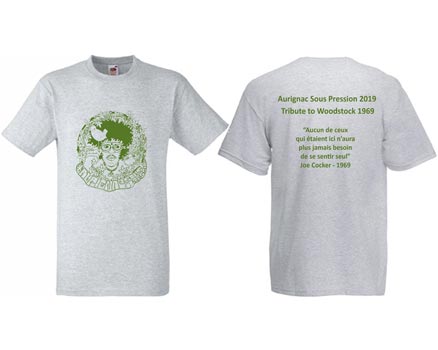 Aurignac Sous Pression 2019
Tribute to Woodstock 1969
"Aucun de ceux
qui étaient ici n'aura
plus jamais besoin
de se sentir seul"
Joe Cocker - 1969